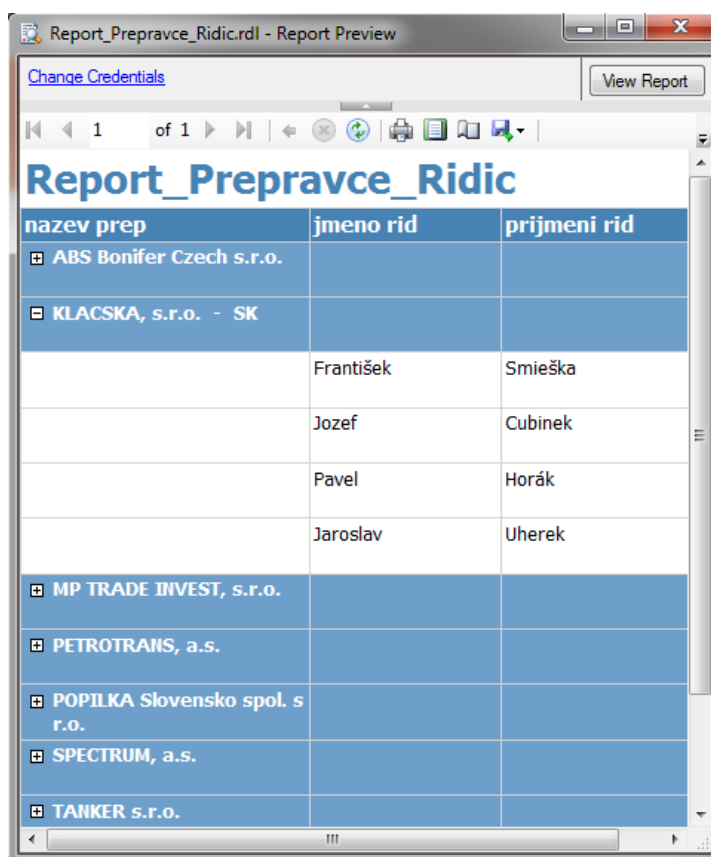 Report_Prepravce_Ridic.rdl - Report Preview
Change Credentials
View Report
1 of 1
Report_Prepravce_Ridic
nazev prep jmeno rid prijmeni rid
ABS Bonifer Czech s.r.o.
KLACSKA, s.r.o. - SK
František Smieška
Jozef Cubinek
Pavel Horák
Jaroslav Uherek
MP TRADE INVEST, s.r.o.
PETROTRANS, a.s.
POPILKA Slovensko spol. s
r.o.
SPECTRUM, a.s.
TANKER s.r.o.